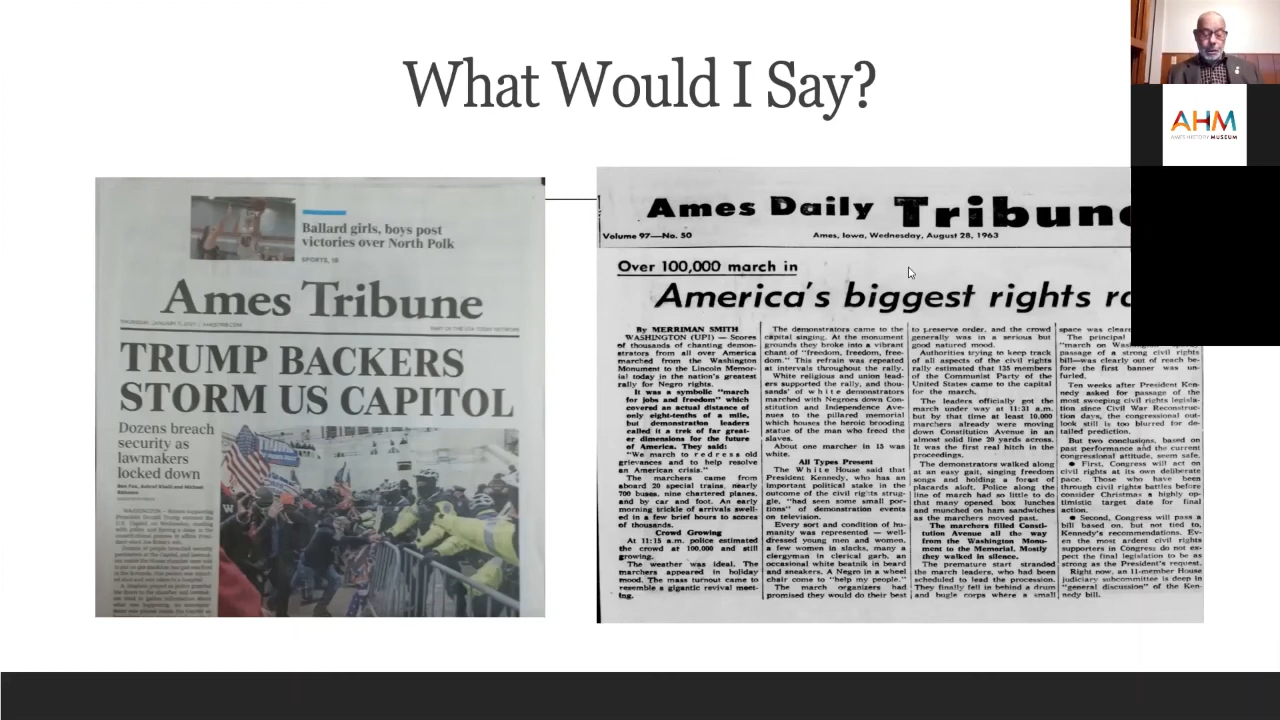 What Would I Say?
AHM
AMES HISTORY MUSEUM
Ballard girls, boys post
victories over North Polk
SPORTS, 1B
Ames Tribune
TRUMP BACKERS
STORM US CAPITOL
Dozens breach
security as
lawmakers
locked down
Ames Daily Tribune
Volume 97—No. 50
Ames, Iowa, Wednesday, August 28, 1963
Over 100,000 march in
America's biggest rights
By MERRIMAN SMITH
WASHINGTON (UPI) — Scores
of thousands of chanting demon-
strators from all over America
marched from the Washington
Monument to the Lincoln Memor-
ial today in the nation's greatest
rally for Negro rights.
It was a symbolic "march
for jobs and freedom" which
covered an actual distance of
only eight-tenths of a mile,
but demonstration leaders
called it a trek of far great-
er dimensions for the future
of America. They said:
"We march to redress old
grievances and to help resolve
an American crisis."
The marchers came from
aboard 20 special trains, nearly
700 buses, nine chartered planes,
and by car and foot. An early
morning trickle of arrivals swell-
ed in a few brief hours to scores
of thousands.
Crowd Growing
At 11:15 a.m. police estimated
the crowd at 100,000 and still
growing.
The weather was ideal. The
marchers appeared in holiday
mood. The mass turnout came to
resemble a gigantic revival meet-
ing.
The demonstrators came to the
capital singing. At the monument
grounds they broke into a vibrant
chant of "freedom, freedom, free-
dom." This refrain was repeated
at intervals throughout the rally.
White religious and union lead-
ers supported the rally, and thou-
sands of white demonstrators
marched with Negroes down Con-
stitution and Independence Ave-
nues to the pillared memorial
which houses the heroic brooding
statue of the man who freed the
slaves.
About one marcher in 15 was
white.
All Types Present
The White House said that
President Kennedy, who has an
important political stake in the
outcome of the civil rights strug-
gle, "had seen some small por-
tions" of demonstration events
on television.
Every sort and condition of hu-
manity was represented — well-
dressed young men and women,
a few women in slacks, many a
clergyman in clerical garb, an
occasional white beatnik in beard
and sneakers. A Negro in a wheel
chair come to "help my people."
The march organizers had
promised they would do their best
to preserve order, and the crowd
generally was in a serious but
good natured mood.
Authorities trying to keep track
of all aspects of the civil rights
rally estimated that 135 members
of the Communist Party of the
United States came to the capital
for the march.
The leaders officially got the
march under way at 11:31 a.m.
but by that time at least 10,000
marchers already were moving
down Constitution Avenue in an
almost solid line 20 yards across.
It was the first real hitch in the
proceedings.
The demonstrators walked along
at an easy gait, singing freedom
songs and holding a forest of
placards aloft. Police along the
line of march had so little to do
that many opened box lunches
and munched on ham sandwiches
as the marchers moved past.
The marchers filled Consti-
tution Avenue all the way
from the Washington Monu-
ment to the Memorial. Mostly
they walked in silence.
The premature start stranded
the march leaders, who had been
scheduled to lead the procession.
They finally fell in behind a drum
and bugle corps where a small
space was
The principal
"march on
passage of a strong civil rights
bill—was clearly out of reach be-
fore the first banner was un-
furled.
Ten weeks after President Ken-
nedy asked for passage of the
most sweeping civil rights legisla-
tion since Civil War Reconstruc-
tion days, the congressional out-
look still is too blurred for de-
tailed prediction.
But two conclusions, based on
past performance and the current
congressional attitude, seem safe.
● First, Congress will act on
civil rights at its own deliberate
pace. Those who have been
through civil rights battles before
consider Christmas a highly op-
timistic target date for final
action.
● Second, Congress will pass a
bill based on, but not tied to,
Kennedy's recommendations. Ev-
en the most ardent civil rights
supporters in Congress do not ex-
pect the final legislation to be as
strong as the President's request.
Right now, an 11-member House
judiciary subcommittee is deep in
"general discussion" of the Ken-
nedy bill.